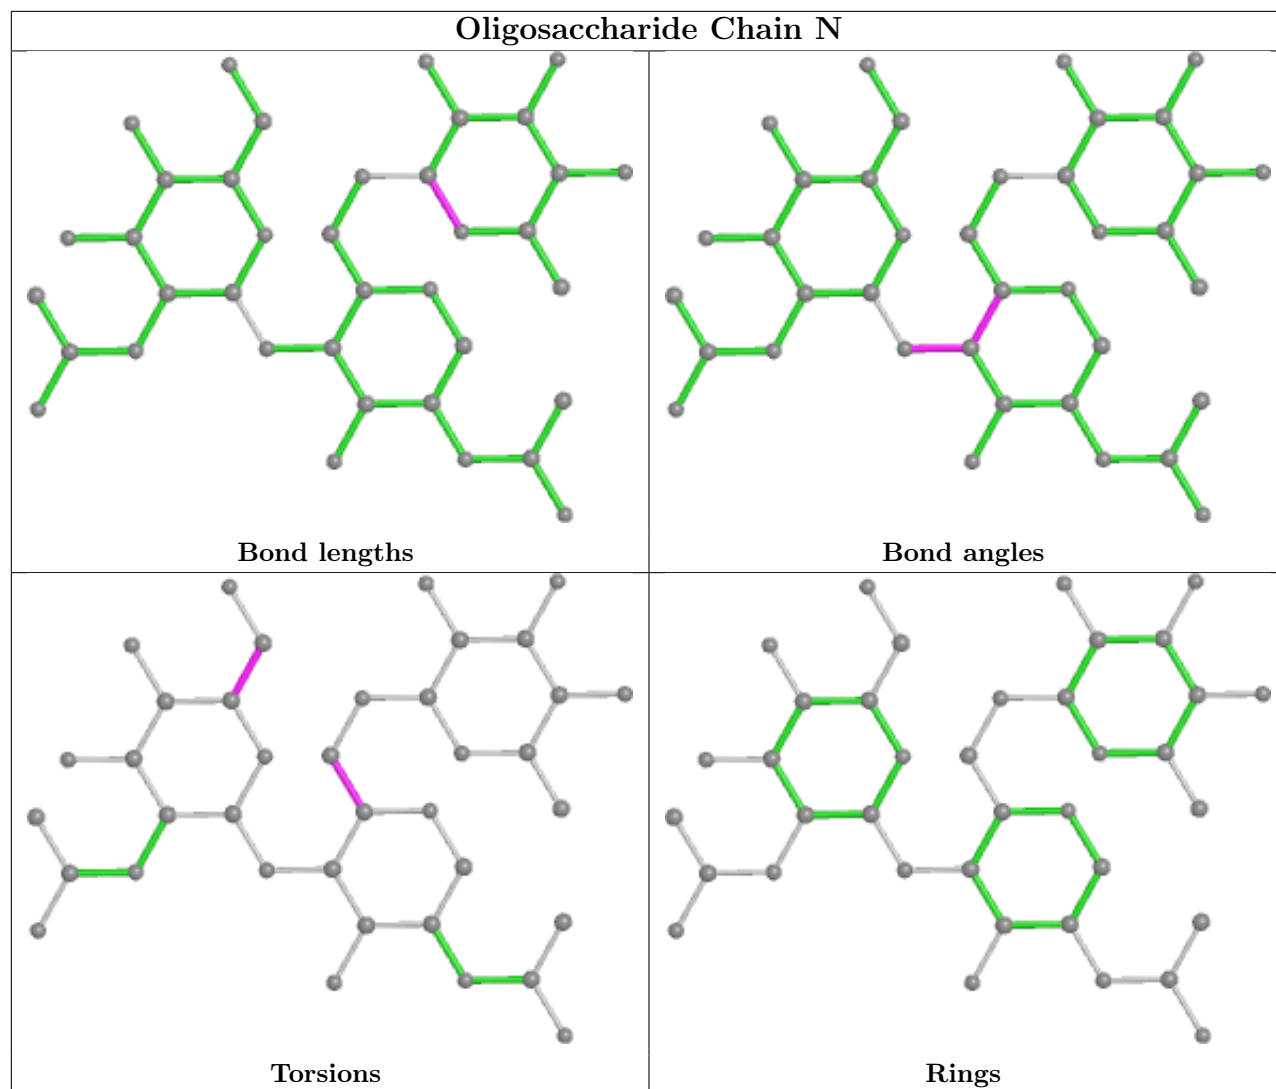 Oligosaccharide Chain N
Bond lengths
Bond angles
Torsions
Rings